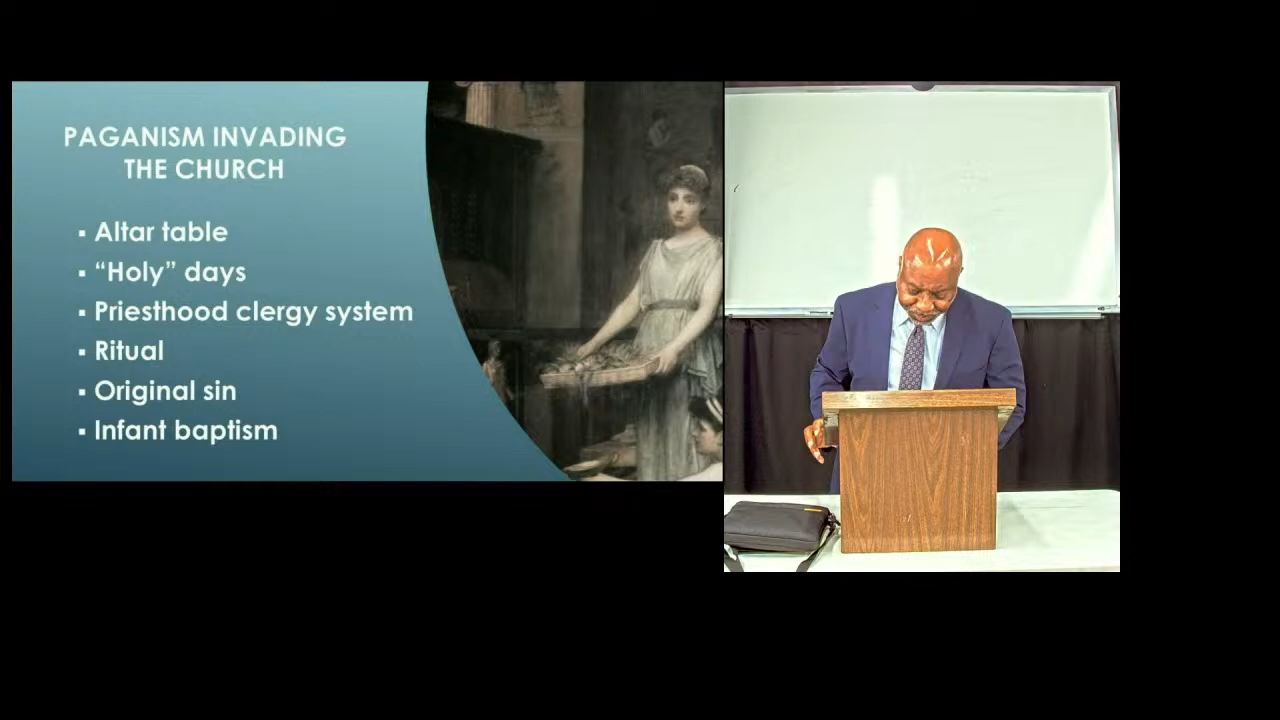 PAGANISM INVADING
THE CHURCH
▪ Altar table
▪ “Holy” days
▪ Priesthood clergy system
▪ Ritual
▪ Original sin
▪ Infant baptism